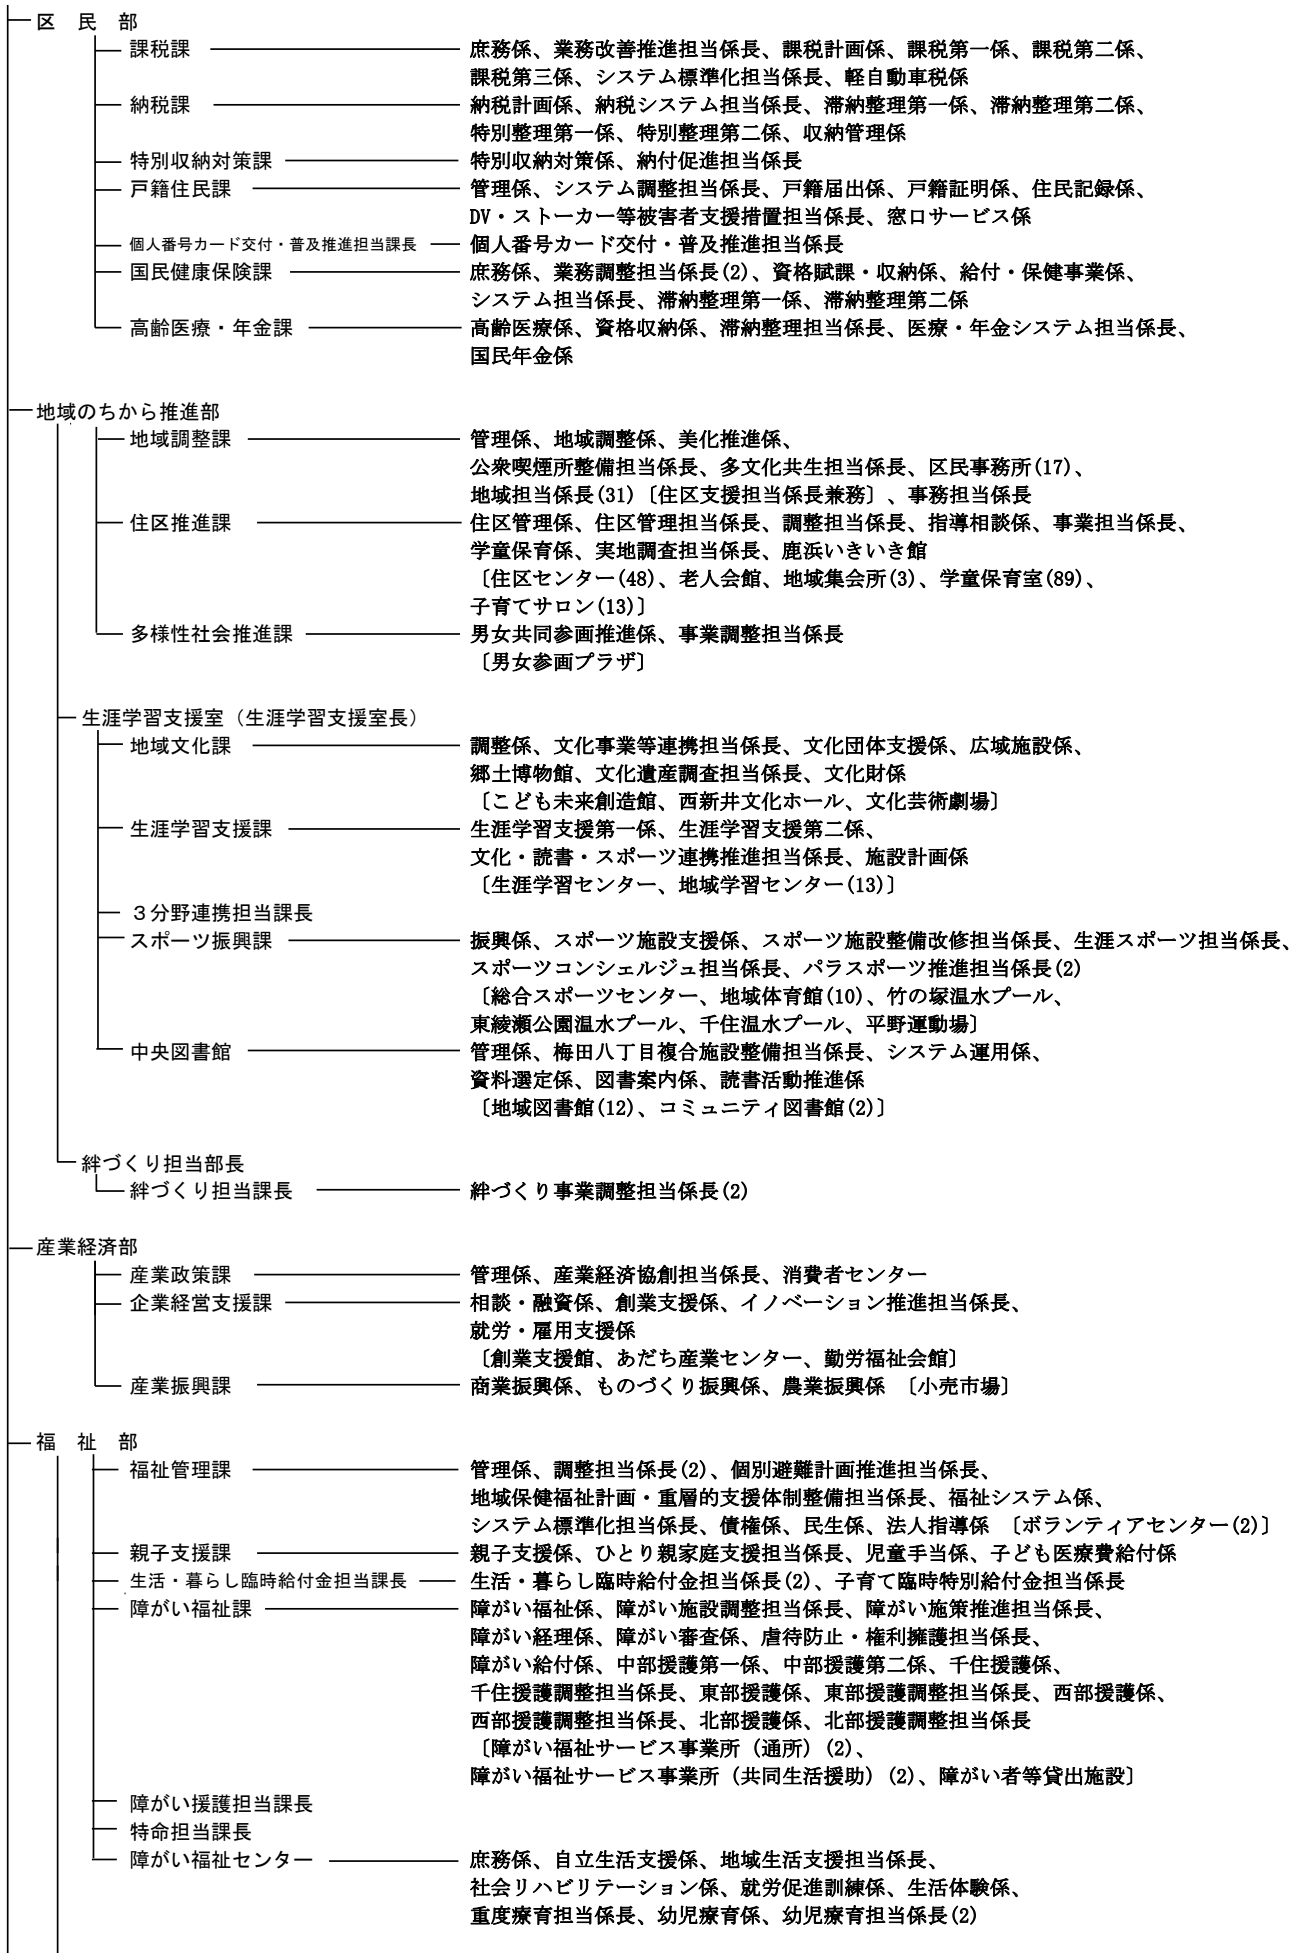 区　民　部
課税課　庶務係、業務改善推進担当係長、課税計画係、課税第一係、課税第二係、
課税第三係、システム標準化担当係長、軽自動車税係
納税課　納税計画係、納税システム担当係長、滞納整理第一係、滞納整理第二係、
特別整理第一係、特別整理第二係、収納管理係
特別収納対策課　特別収納対策係、納付促進担当係長
戸籍住民課　管理係、システム調整担当係長、戸籍届出係、戸籍証明係、住民記録係、
DV・ストーカー等被害者支援措置担当係長、窓口サービス係
個人番号カード交付・普及推進担当課長　個人番号カード交付・普及推進担当係長
国民健康保険課　庶務係、業務調整担当係長(2)、資格賦課・収納係、給付・保健事業係、
システム担当係長、滞納整理第一係、滞納整理第二係
高齢医療・年金課　高齢医療係、資格収納係、滞納整理担当係長、医療・年金システム担当係長、
国民年金係
地域のちから推進部
地域調整課　管理係、地域調整係、美化推進係、
公衆喫煙所整備担当係長、多文化共生担当係長、区民事務所(17)、
地域担当係長(31)〔住区支援担当係長兼務〕、事務担当係長
住区推進課　住区管理係、住区管理担当係長、調整担当係長、指導相談係、事業担当係長、
学童保育係、実地調査担当係長、鹿浜いきいき館
〔住区センター(48)、老人会館、地域集会所(3)、学童保育室(89)、
子育てサロン(13)〕
多様性社会推進課　男女共同参画推進係、事業調整担当係長
〔男女参画プラザ〕
生涯学習支援室（生涯学習支援室長）
地域文化課　調整係、文化事業等連携担当係長、文化団体支援係、広域施設係、
郷土博物館、文化遺産調査担当係長、文化財係
〔こども未来創造館、西新井文化ホール、文化芸術劇場〕
生涯学習支援課　生涯学習支援第一係、生涯学習支援第二係、
文化・読書・スポーツ連携推進担当係長、施設計画係
〔生涯学習センター、地域学習センター(13)〕
３分野連携担当課長
スポーツ振興課　振興係、スポーツ施設支援係、スポーツ施設整備改修担当係長、生涯スポーツ担当係長、
スポーツコンシェルジュ担当係長、パラスポーツ推進担当係長(2)
〔総合スポーツセンター、地域体育館(10)、竹の塚温水プール、
東綾瀬公園温水プール、千住温水プール、平野運動場〕
中央図書館　管理係、梅田八丁目複合施設整備担当係長、システム運用係、
資料選定係、図書案内係、読書活動推進係
〔地域図書館(12)、コミュニティ図書館(2)〕
絆づくり担当部長
絆づくり担当課長　絆づくり事業調整担当係長(2)
産業経済部
産業政策課　管理係、産業経済協創担当係長、消費者センター
企業経営支援課　相談・融資係、創業支援係、イノベーション推進担当係長、
就労・雇用支援係
〔創業支援館、あだち産業センター、勤労福祉会館〕
産業振興課　商業振興係、ものづくり振興係、農業振興係　〔小売市場〕
福　祉　部
福祉管理課　管理係、調整担当係長(2)、個別避難計画推進担当係長、
地域保健福祉計画・重層的支援体制整備担当係長、福祉システム係、
システム標準化担当係長、債権係、民生係、法人指導係　〔ボランティアセンター(2)〕
親子支援課　親子支援係、ひとり親家庭支援担当係長、児童手当係、子ども医療費給付係
生活・暮らし臨時給付金担当課長　生活・暮らし臨時給付金担当係長(2)、子育て臨時特別給付金担当係長
障がい福祉課　障がい福祉係、障がい施設調整担当係長、障がい施策推進担当係長、
障がい経理係、障がい審査係、虐待防止・権利擁護担当係長、
障がい給付係、中部援護第一係、中部援護第二係、千住援護係、
千住援護調整担当係長、東部援護係、東部援護調整担当係長、西部援護係、
西部援護調整担当係長、北部援護係、北部援護調整担当係長
〔障がい福祉サービス事業所（通所）(2)、
障がい福祉サービス事業所（共同生活援助）(2)、障がい者等貸出施設〕
障がい援護担当課長
特命担当課長
障がい福祉センター　庶務係、自立生活支援係、地域生活支援担当係長、
社会リハビリテーション係、就労促進訓練係、生活体験係、
重度療育担当係長、幼児療育係、幼児療育担当係長(2)